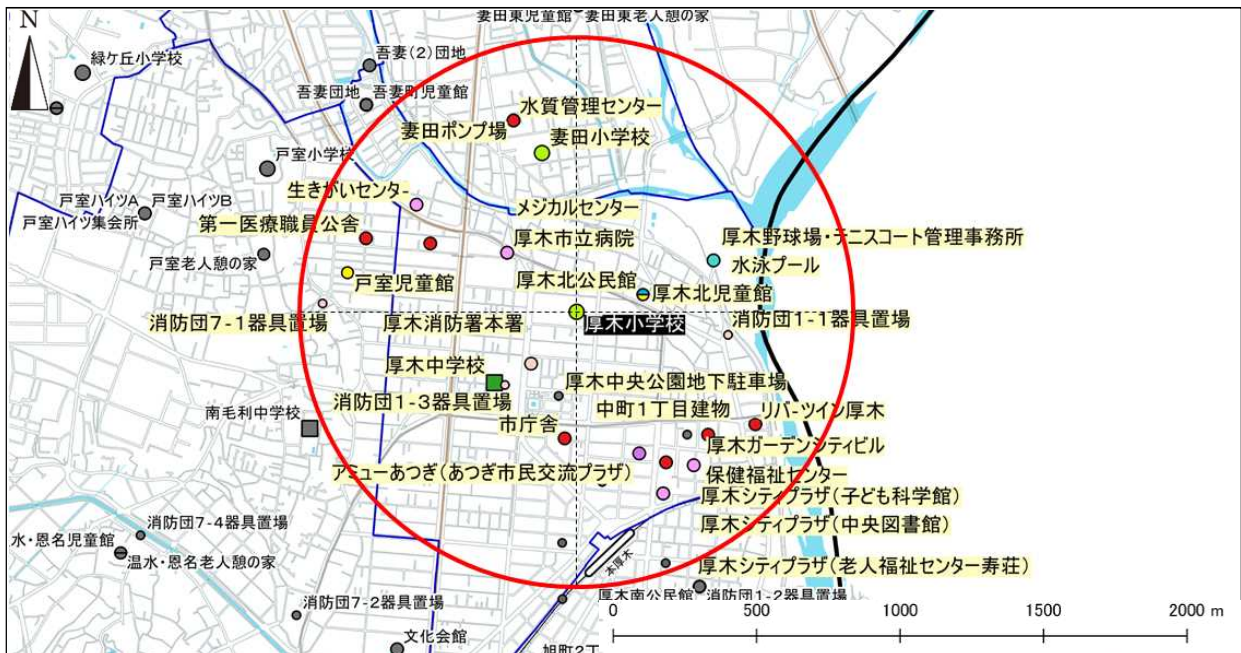 妻田東児童館
妻田東老人憩の家
N
緑ケ丘小学校
吾妻(2)団地
吾妻団地
吾妻町児童館
水質管理センター
妻田ポンプ場
妻田小学校
戸室小学校
生きがいセンター
戸室ハイツA
戸室ハイツB
メジカルセンター
戸室ハイツ集会所
第一医療職員公舎
厚木市立病院
厚木野球場・テニスコート管理事務所
戸室老人憩の家
水泳プール
戸室児童館
厚木北公民館
厚木北児童館
消防団7-1器具置場
厚木消防署本署
厚木小学校
消防団1-1器具置場
厚木中学校
厚木中央公園地下駐車場
消防団1-3器具置場
中町1丁目建物
リバーツイン厚木
南毛利中学校
市庁舎
厚木ガーデンシティビル
アミューあつぎ(あつぎ市民交流プラザ)
保健福祉センター
厚木シティプラザ(子ども科学館)
消防団7-4器具置場
厚木シティプラザ(中央図書館)
水・恩名児童館
温水・恩名老人憩の家
本厚木
厚木シティプラザ(老人福祉センター寿荘)
消防団7-2器具置場
厚木南公民館
消防団1-2器具置場
文化会館
旭町2丁
0 500 1000 1500 2000 m